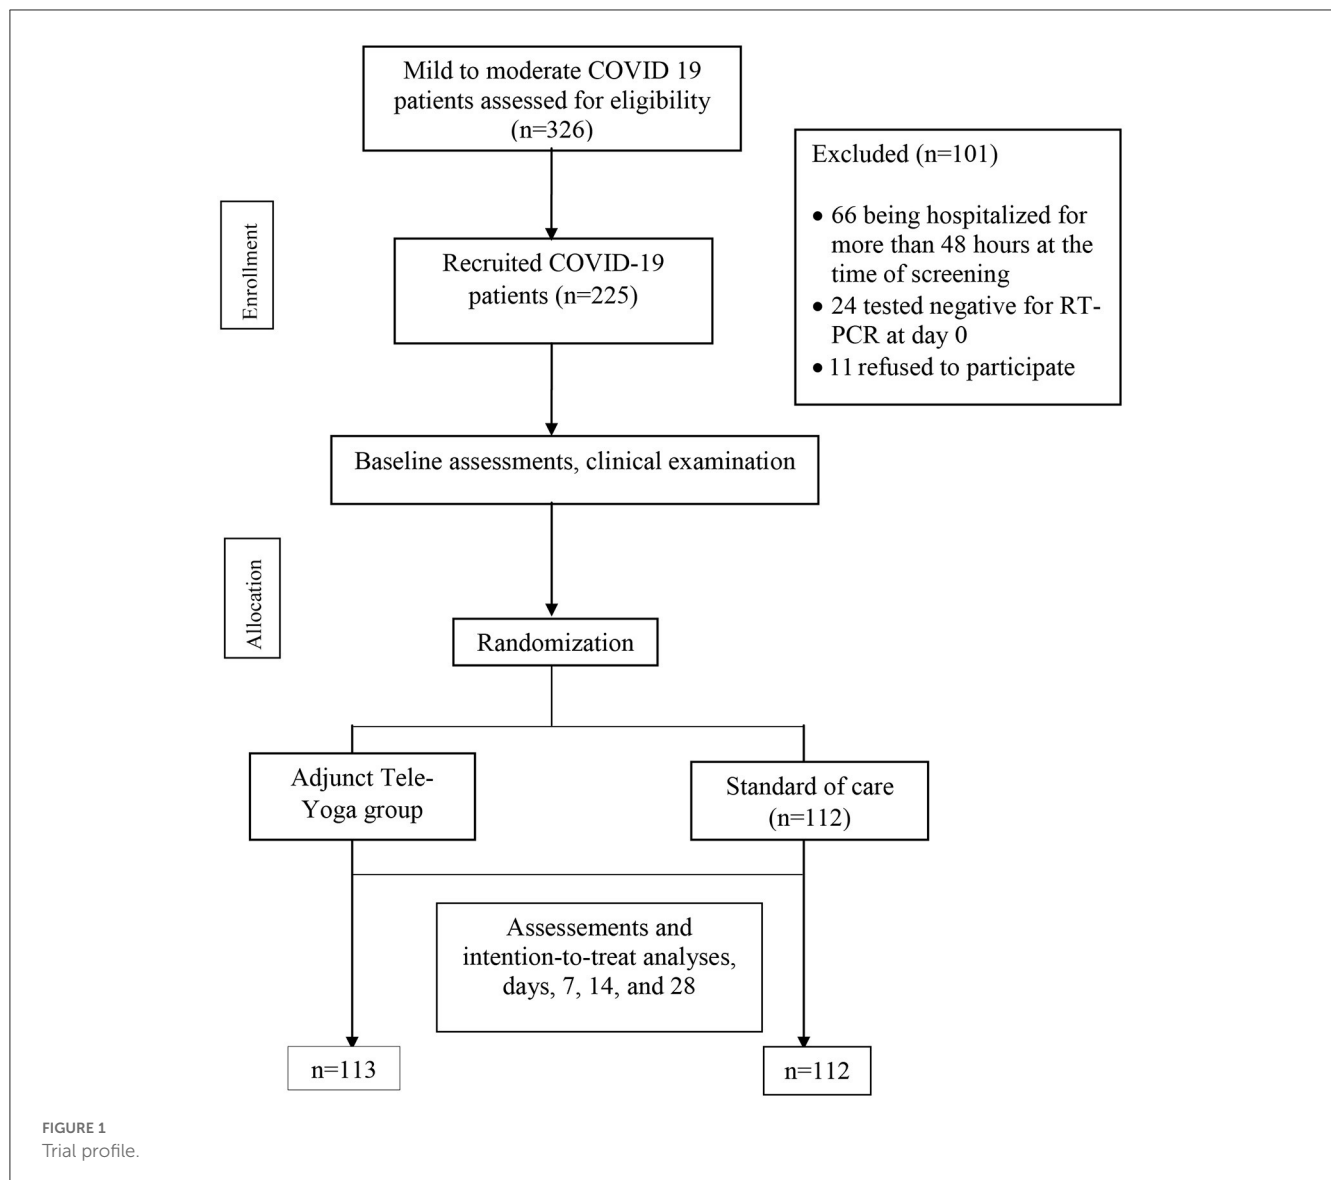 Mild to moderate COVID 19
patients assessed for eligibility
(n=326)
Excluded (n=101)
• 66 being hospitalized for
more than 48 hours at the
time of screening
• 24 tested negative for RT-
PCR at day 0
• 11 refused to participate
Enrollment
Recruited COVID-19
patients (n=225)
Baseline assessments, clinical examination
Allocation
Randomization
Adjunct Tele-
Yoga group
Standard of care
(n=112)
Assessements and
intention-to-treat analyses,
days, 7, 14, and 28
n=113
n=112
FIGURE 1
Trial profile.